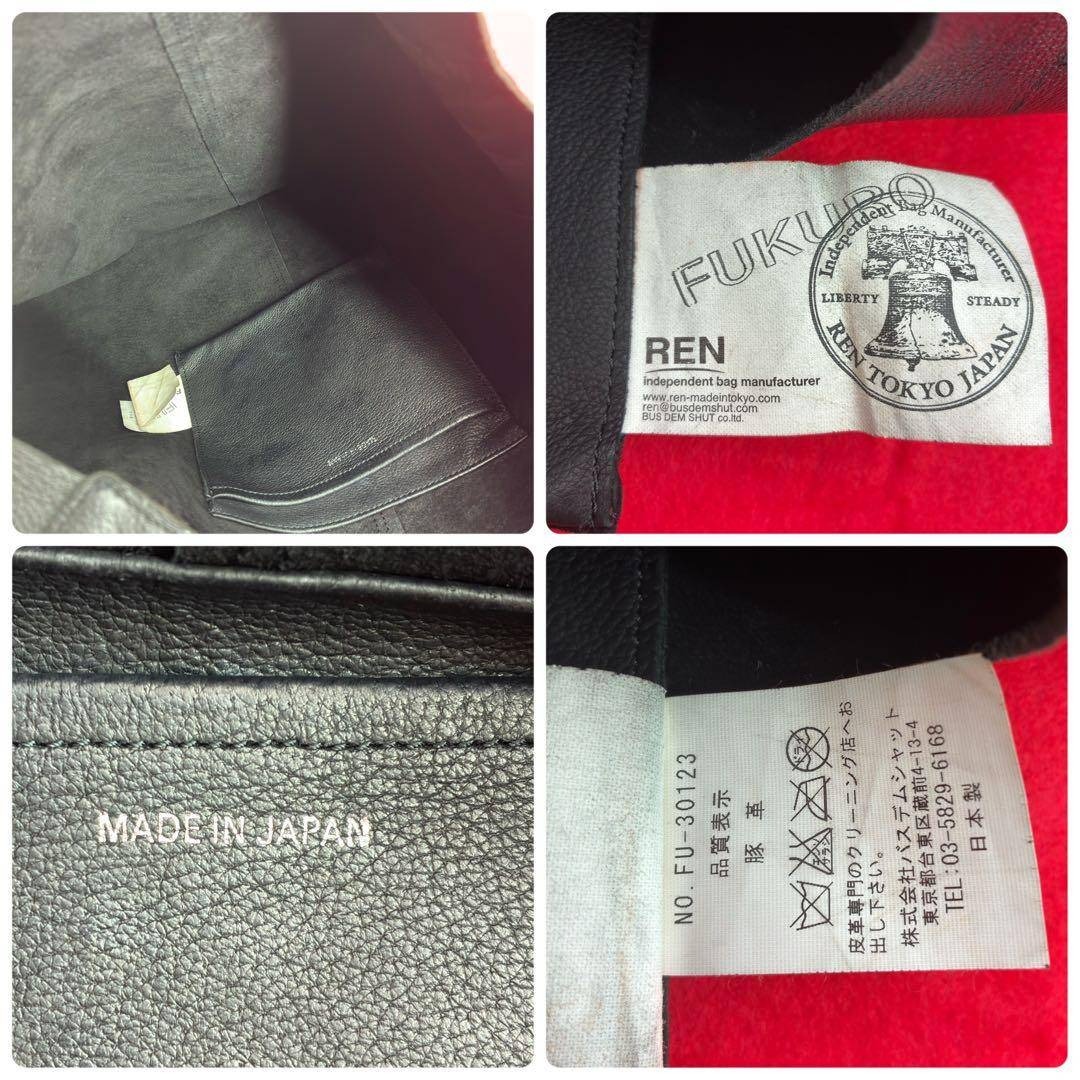 FUKURO
Independent Bag Manufacturer
LIBERTY STEADY
REN TOKYO JAPAN
REN
independent bag manufacturer
www.ren-madeintokyo.com
ren@busdemshut.com
BUS DEM SHUT co.ltd.
MADE IN JAPAN
NO. FU-30123
品質表示
豚 革
皮革専門のクリーニング店へお
出し下さい。
株式会社バスデムシャット
東京都台東区蔵前4-13-4
TEL:03-5829-6168
日本製